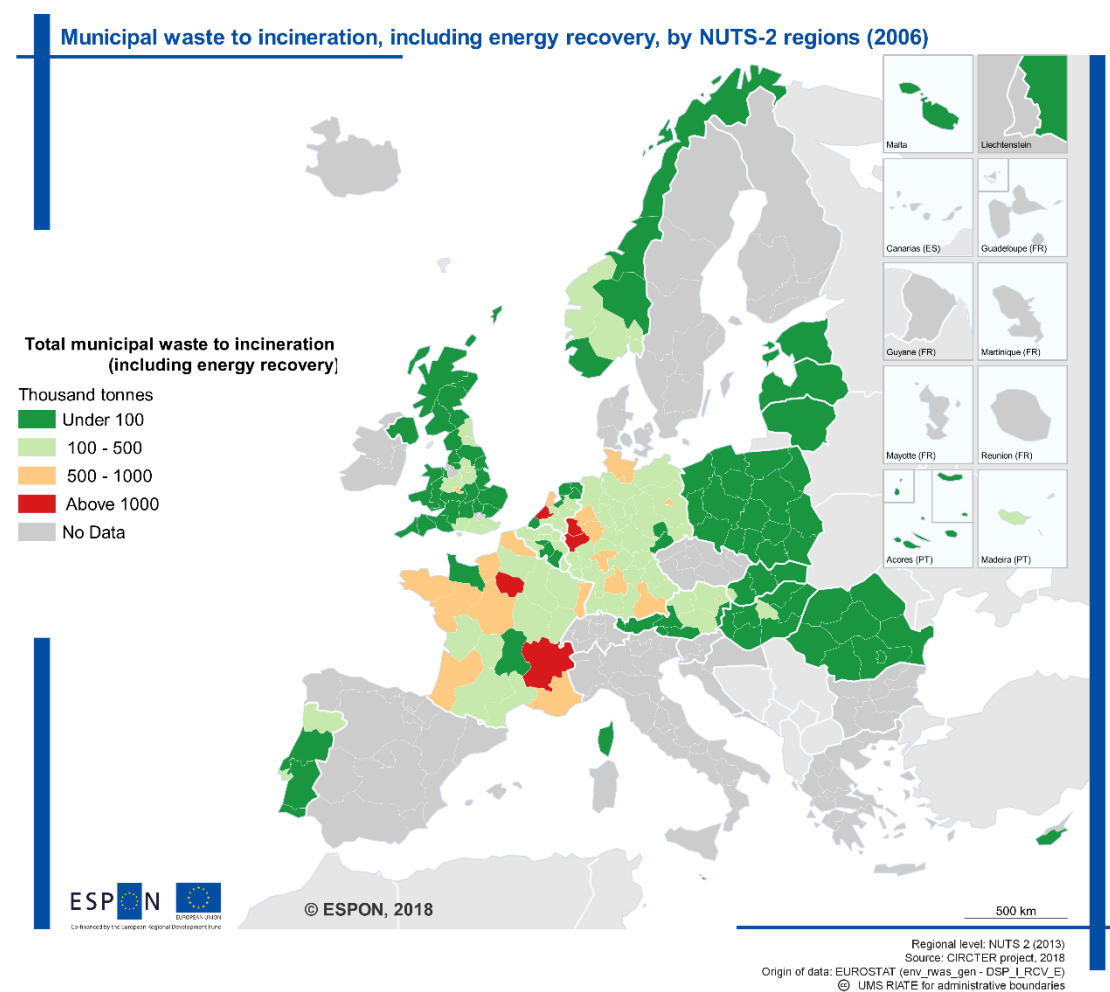 Municipal waste to incineration, including energy recovery, by NUTS-2 regions (2006)
Malta
Liechtenstein
Canarias (ES)
Guadeloupe (FR)
Guyane (FR)
Martinique (FR)
Mayotte (FR)
Reunion (FR)
Acores (PT)
Madeira (PT)
Total municipal waste to incineration
(including energy recovery)
Thousand tonnes
Under 100
100 - 500
500 - 1000
Above 1000
No Data
ESPON
EUROPEAN UNION
Co-financed by the European Regional Development Fund
© ESPON, 2018
500 km
Regional level: NUTS 2 (2013)
Source: CIRCTER project, 2018
Origin of data: EUROSTAT (env_rwas_gen - DSP_I_RCV_E)
㏄ UMS RIATE for administrative boundaries